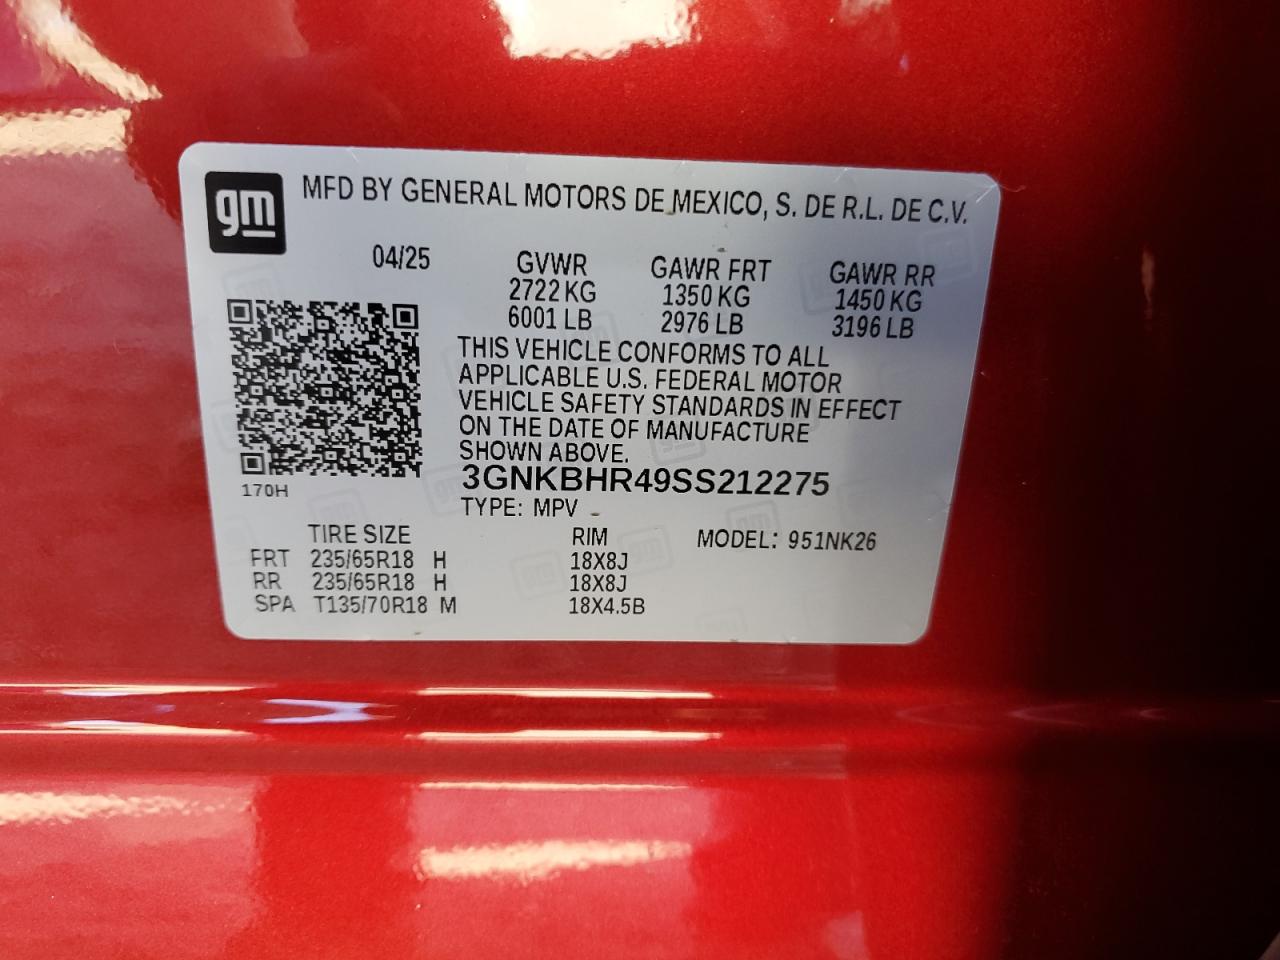 gm MFD BY GENERAL MOTORS DE MEXICO, S. DE R.L. DE C.V.
04/25 GVWR GAWR FRT GAWR RR
2722 KG 1350 KG 1450 KG
6001 LB 2976 LB 3196 LB
THIS VEHICLE CONFORMS TO ALL
APPLICABLE U.S. FEDERAL MOTOR
VEHICLE SAFETY STANDARDS IN EFFECT
ON THE DATE OF MANUFACTURE
SHOWN ABOVE.
3GNKBHR49SS212275
170H
TYPE: MPV
TIRE SIZE RIM MODEL: 951NK26
FRT 235/65R18 H 18X8J
RR 235/65R18 H 18X8J
SPA T135/70R18 M 18X4.5B